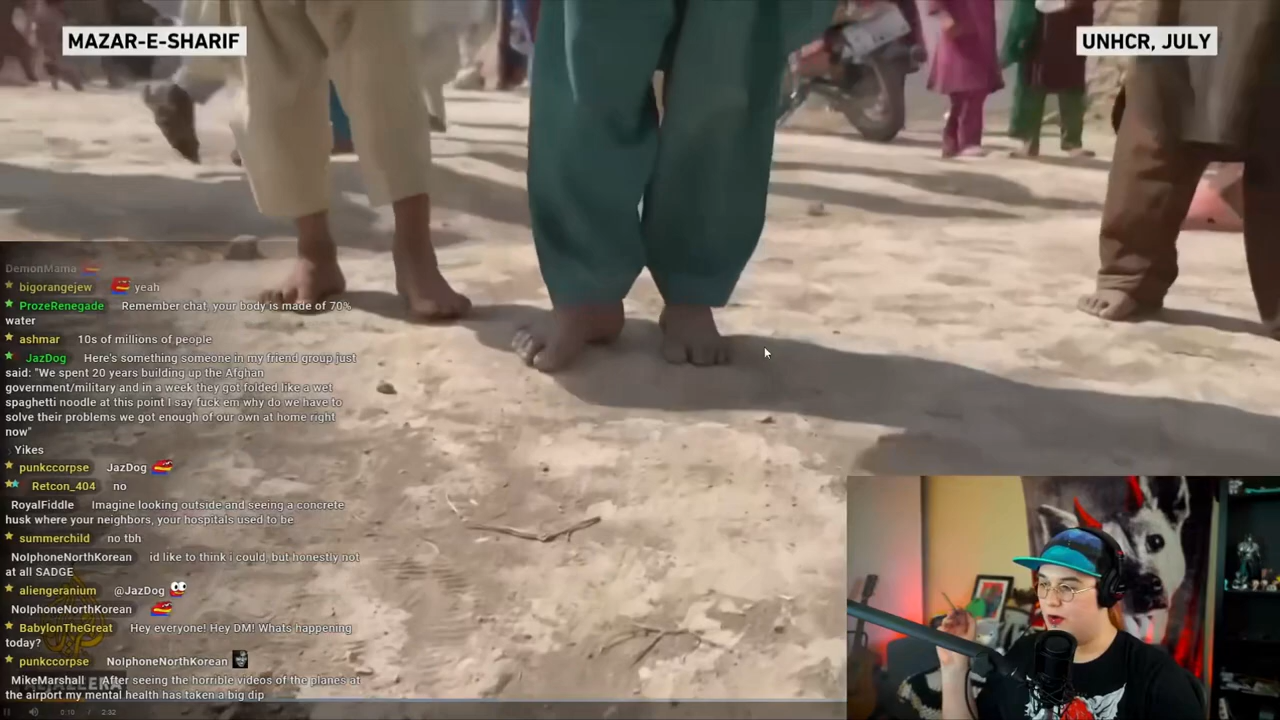 MAZAR-E-SHARIF
UNHCR, JULY
DemonMama
bigorangejew yeah
ProzeRenegade Remember chat, your body is made of 70%
water
ashmar 10s of millions of people
JazDog Here's something someone in my friend group just
said: "We spent 20 years building up the Afghan
government/military and in a week they got folded like a wet
spaghetti noodle at this point I say fuck em why do we have to
solve their problems we got enough of our own at home right
now"
Yikes
punkccorpse JazDog
Retcon_404 no
RoyalFiddle Imagine looking outside and seeing a concrete
husk where your neighbors, your hospitals used to be
summerchild no tbh
NoIphoneNorthKorean id like to think i could, but honestly not
at all SADGE
aliengeranium @JazDog
NoIphoneNorthKorean
BabylonTheGreat Hey everyone! Hey DM! Whats happening
today?
punkccorpse NoIphoneNorthKorean
MikeMarshall After seeing the horrible videos of the planes at
the airport my mental health has taken a big dip
ALJAZEERA
0:10 / 2:32